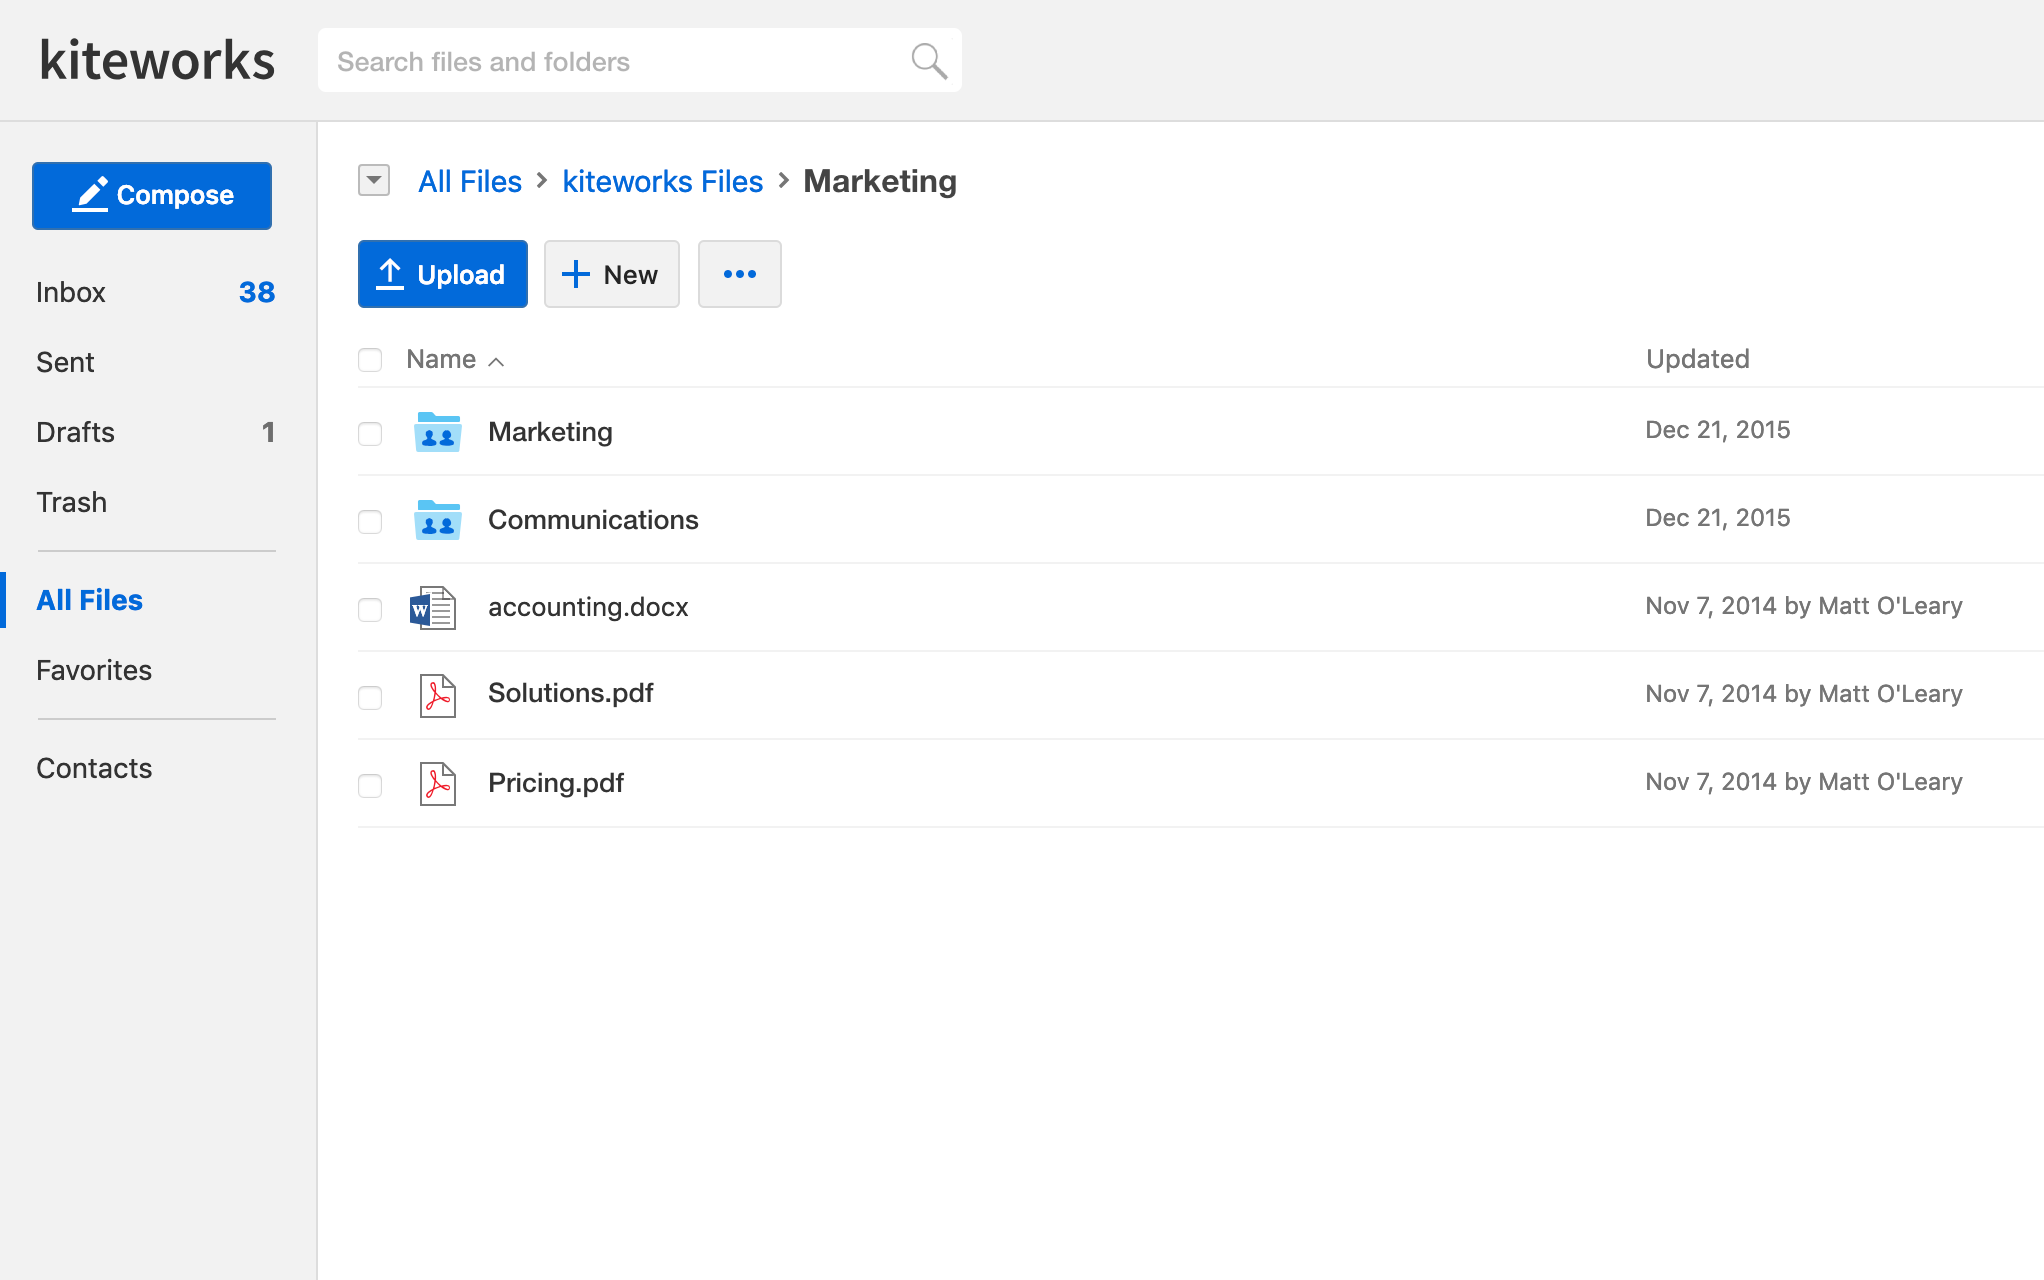 kiteworks
Search files and folders
Compose
Inbox 38
Sent
Drafts 1
Trash
All Files
Favorites
Contacts
All Files > kiteworks Files > Marketing
Upload
New
Name
Updated
Marketing
Dec 21, 2015
Communications
Dec 21, 2015
W
accounting.docx
Nov 7, 2014 by Matt O'Leary
Solutions.pdf
Nov 7, 2014 by Matt O'Leary
Pricing.pdf
Nov 7, 2014 by Matt O'Leary